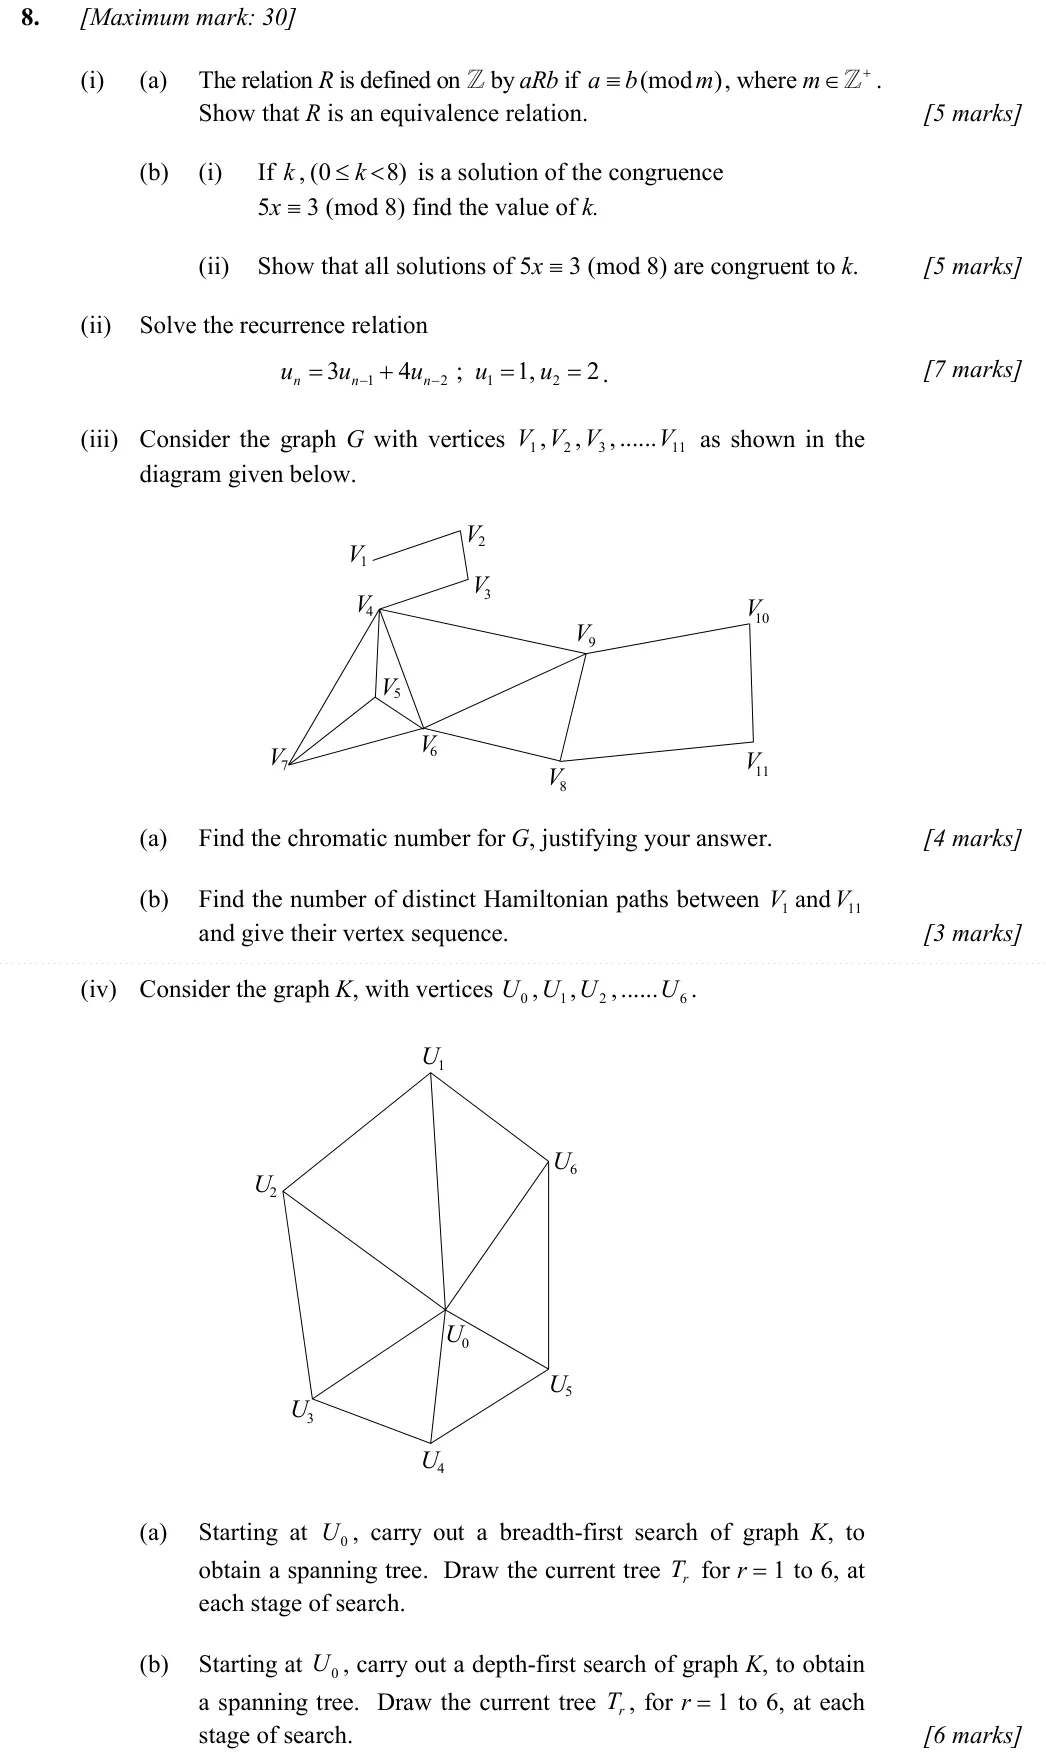 8. [Maximum mark: 30]
(i) (a) The relation R is defined on ℤ by aRb if a ≡ b(mod m), where m ∈ ℤ⁺ .
Show that R is an equivalence relation. [5 marks]
(b) (i) If k , (0 ≤ k < 8) is a solution of the congruence
5x ≡ 3 (mod 8) find the value of k.
(ii) Show that all solutions of 5x ≡ 3 (mod 8) are congruent to k. [5 marks]
(ii) Solve the recurrence relation
uₙ = 3uₙ₋₁ + 4uₙ₋₂ ; u₁ = 1, u₂ = 2 . [7 marks]
(iii) Consider the graph G with vertices V₁ , V₂ , V₃ , ...... V₁₁ as shown in the
diagram given below.
V₂
V₁
V₃
V₄
V₁₀
V₉
V₅
V₆
V₇
V₁₁
V₈
(a) Find the chromatic number for G, justifying your answer. [4 marks]
(b) Find the number of distinct Hamiltonian paths between V₁ and V₁₁
and give their vertex sequence. [3 marks]
(iv) Consider the graph K, with vertices U₀ , U₁ , U₂ , ...... U₆ .
U₁
U₆
U₂
U₀
U₅
U₃
U₄
(a) Starting at U₀ , carry out a breadth-first search of graph K, to
obtain a spanning tree. Draw the current tree Tᵣ for r = 1 to 6, at
each stage of search.
(b) Starting at U₀ , carry out a depth-first search of graph K, to obtain
a spanning tree. Draw the current tree Tᵣ , for r = 1 to 6, at each
stage of search. [6 marks]